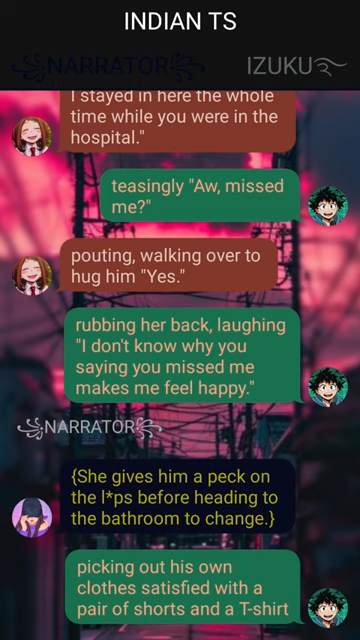 INDIAN TS
NARRATOR
IZUKU
I stayed in here the whole
time while you were in the
hospital."
teasingly "Aw, missed
me?"
pouting, walking over to
hug him "Yes."
rubbing her back, laughing
"I don't know why you
saying you missed me
makes me feel happy."
NARRATOR
{She gives him a peck on
the l*ps before heading to
the bathroom to change.}
picking out his own
clothes satisfied with a
pair of shorts and a T-shirt